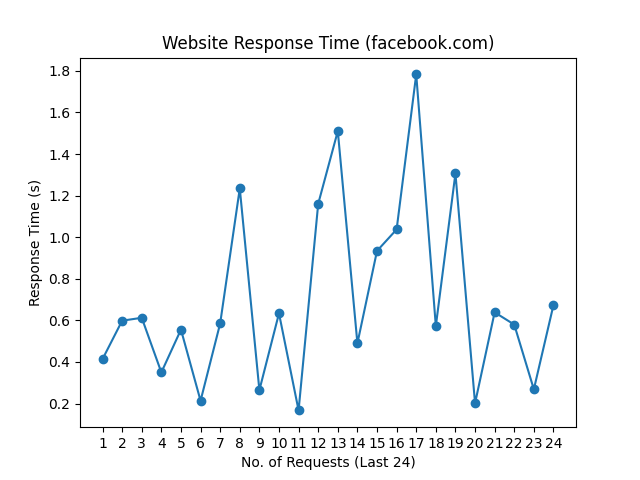 Website Response Time (facebook.com)
Response Time (s)
1.8
1.6
1.4
1.2
1.0
0.8
0.6
0.4
0.2
1 2 3 4 5 6 7 8 9 10 11 12 13 14 15 16 17 18 19 20 21 22 23 24
No. of Requests (Last 24)